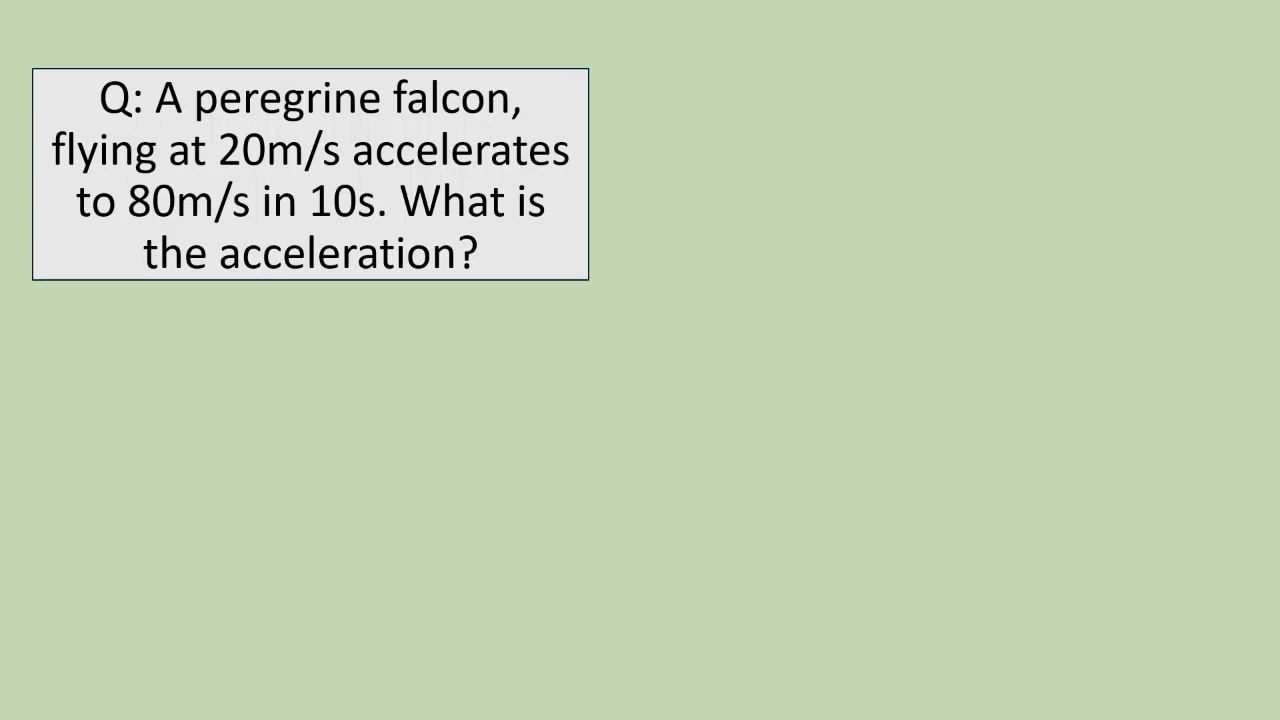 Q: A peregrine falcon,
flying at 20m/s accelerates
to 80m/s in 10s. What is
the acceleration?